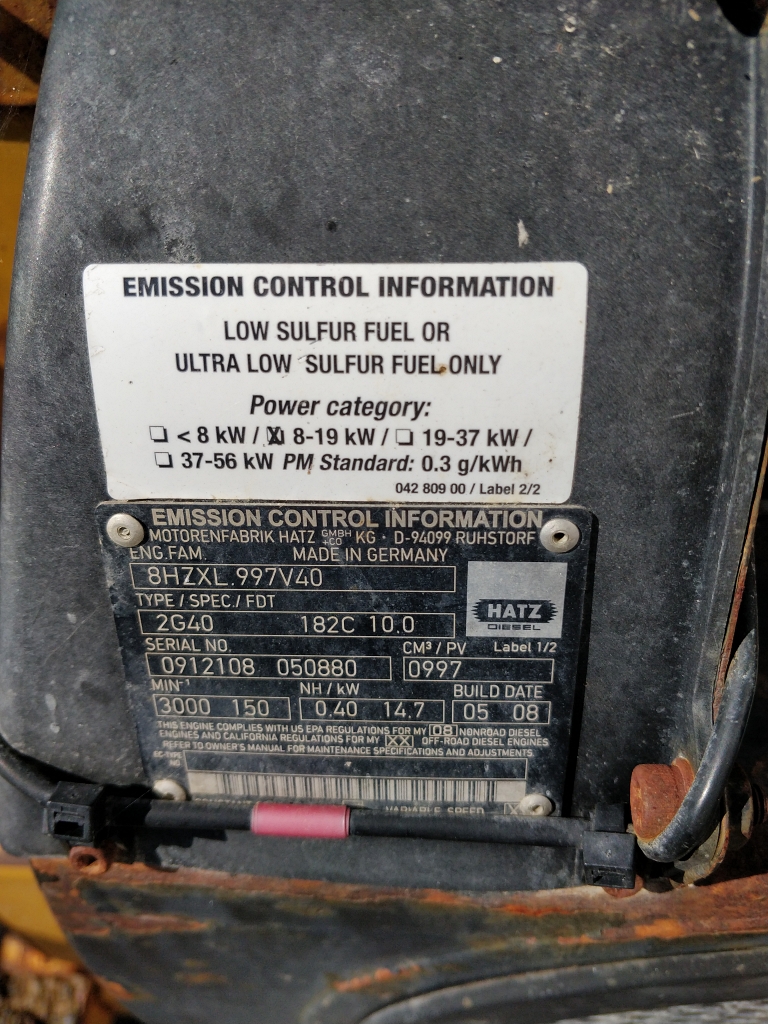 EMISSION CONTROL INFORMATION
LOW SULFUR FUEL OR
ULTRA LOW SULFUR FUEL ONLY
Power category:
☐ < 8 kW / ☒ 8-19 kW / ☐ 19-37 kW /
☐ 37-56 kW PM Standard: 0.3 g/kWh
042 809 00 / Label 2/2
EMISSION CONTROL INFORMATION
MOTORENFABRIK HATZ GMBH +CO KG · D-94099 RUHSTORF
ENG.FAM. MADE IN GERMANY
8HZXL.997V40
HATZ
DIESEL
TYPE / SPEC./ FDT
2G40 182C 10.0
SERIAL NO. CM³ / PV Label 1/2
0912108 050880 0997
MIN⁻¹ NH / kW BUILD DATE
3000 150 0.40 14.7 05 08
THIS ENGINE COMPLIES WITH US EPA REGULATIONS FOR MY 08 NONROAD DIESEL
ENGINES AND CALIFORNIA REGULATIONS FOR MY XX OFF-ROAD DIESEL ENGINES
REFER TO OWNER'S MANUAL FOR MAINTENANCE SPECIFICATIONS AND ADJUSTMENTS.
EC-TYPE
NO
VARIABLE SPEED X